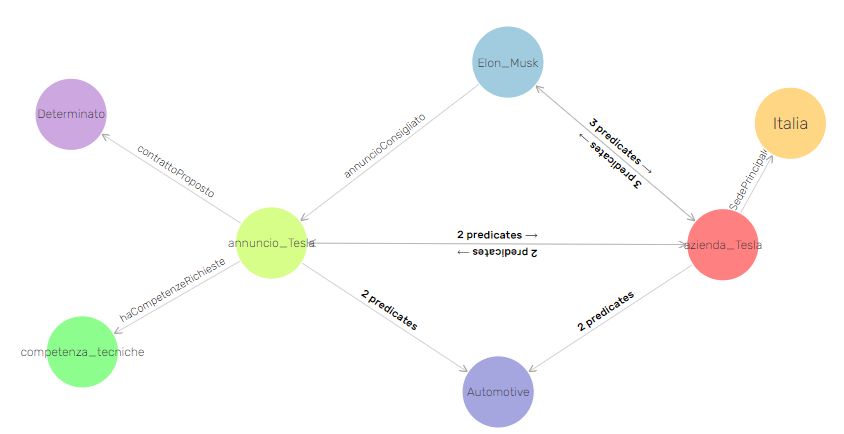 Elon_Musk
Determinato
Italia
contrattoProposto
annuncioConsigliato
3 predicates →
3 predicates →
SedePrincipale
annuncio_Tesla
2 predicates →
2 predicates →
azienda_Tesla
haCompetenzeRichieste
2 predicates
2 predicates
competenza_tecniche
Automotive